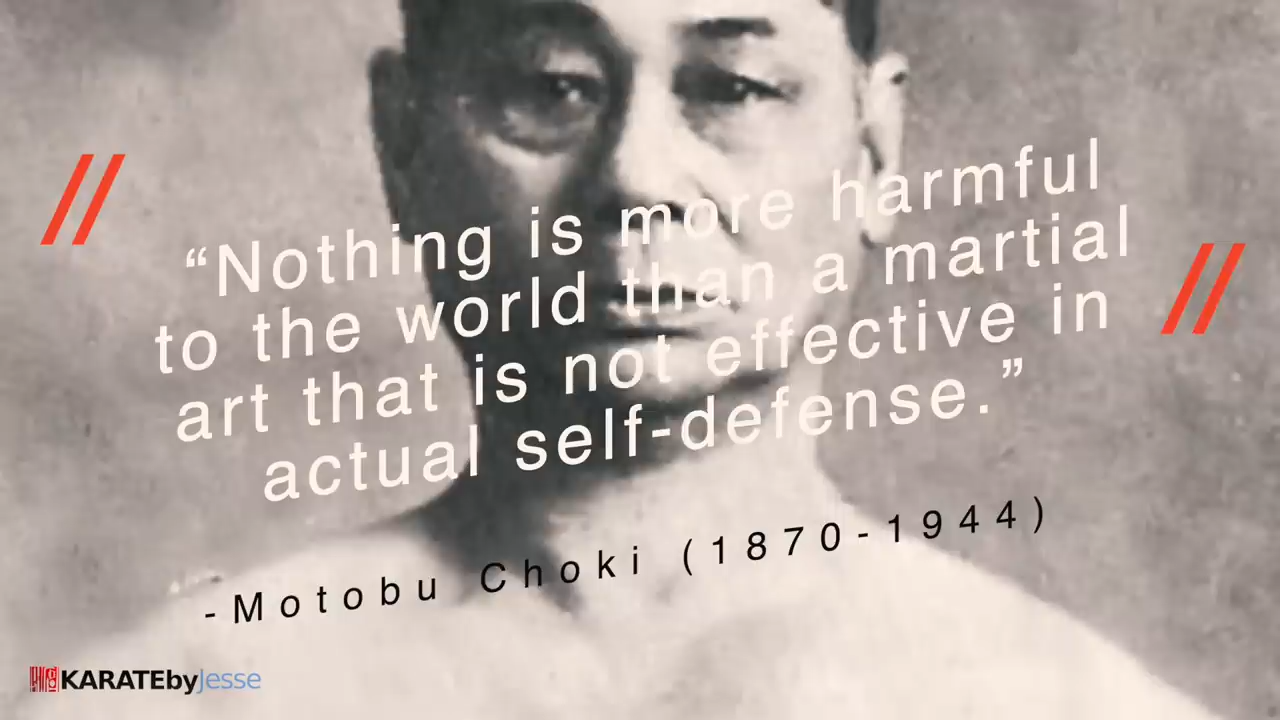 “Nothing is more harmful
to the world than a martial
art that is not effective in
actual self-defense.”
-Motobu Choki (1870-1944)
KARATEbyJesse